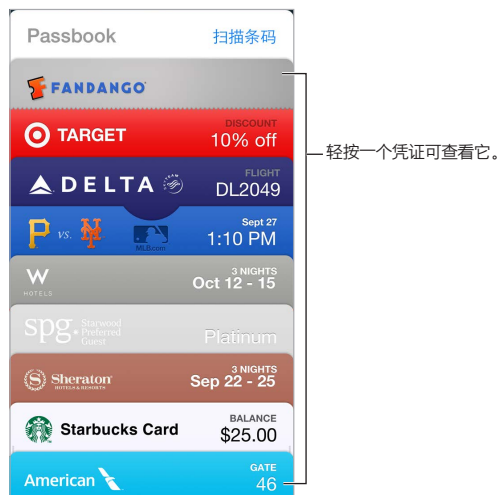 Passbook 扫描条码
FANDANGO
DISCOUNT
TARGET 10% off
FLIGHT
DELTA SKYTEAM DL2049
Sept 27
P vs. NY 1:10 PM
MLB.com
W 3 NIGHTS
HOTELS Oct 12 - 15
spg. Starwood Preferred Guest Platinum
3 NIGHTS
Sheraton Sep 22 - 25
HOTELS & RESORTS
BALANCE
Starbucks Card $25.00
GATE
American 46
轻按一个凭证可查看它。